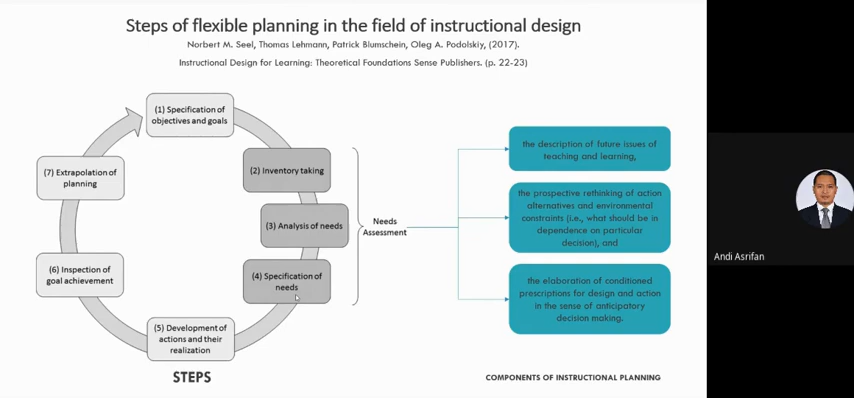 Steps of flexible planning in the field of instructional design
Norbert M. Seel, Thomas Lehmann, Patrick Blumschein, Oleg A. Podolskiy, (2017).
Instructional Design for Learning: Theoretical Foundations Sense Publishers. (p. 22-23)
(1) Specification of
objectives and goals
(2) Inventory taking
(3) Analysis of needs
(4) Specification of
needs
(5) Development of
actions and their
realization
(6) Inspection of
goal achievement
(7) Extrapolation of
planning
STEPS
Needs
Assessment
the description of future issues of
teaching and learning,
the prospective rethinking of action
alternatives and environmental
constraints (i.e., what should be in
dependence on particular
decision), and
the elaboration of conditioned
prescriptions for design and action
in the sense of anticipatory
decision making.
COMPONENTS OF INSTRUCTIONAL PLANNING
Andi Asrifan